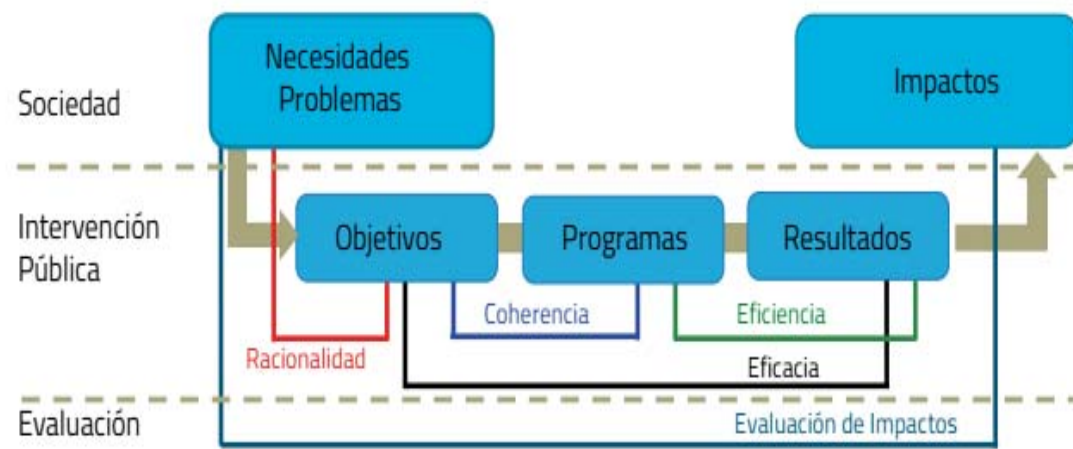 Necesidades
Problemas
Impactos
Sociedad
Intervención
Pública
Objetivos
Programas
Resultados
Coherencia
Eficiencia
Racionalidad
Eficacia
Evaluación
Evaluación de Impactos